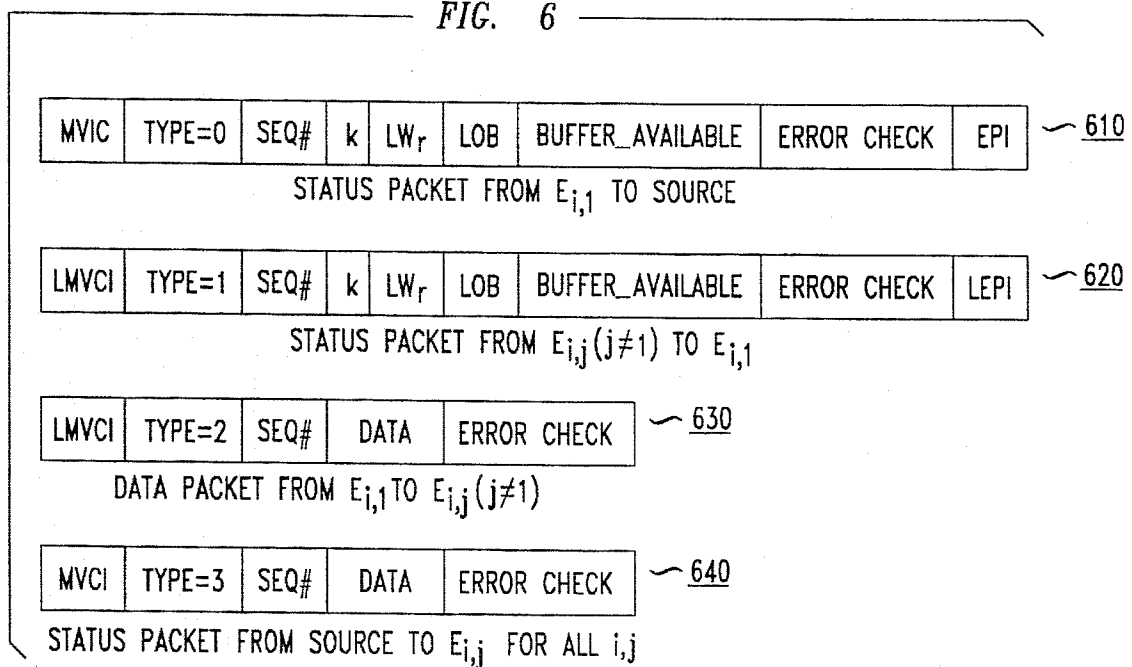 FIG. 6
MVIC TYPE=0 SEQ# k LWr LOB BUFFER_AVAILABLE ERROR CHECK EPI 610
STATUS PACKET FROM Ei,1 TO SOURCE
LMVCI TYPE=1 SEQ# k LWr LOB BUFFER_AVAILABLE ERROR CHECK LEPI 620
STATUS PACKET FROM Ei,j(j≠1) TO Ei,1
LMVCI TYPE=2 SEQ# DATA ERROR CHECK 630
DATA PACKET FROM Ei,1 TO Ei,j(j≠1)
MVCI TYPE=3 SEQ# DATA ERROR CHECK 640
STATUS PACKET FROM SOURCE TO Ei,j FOR ALL i,j